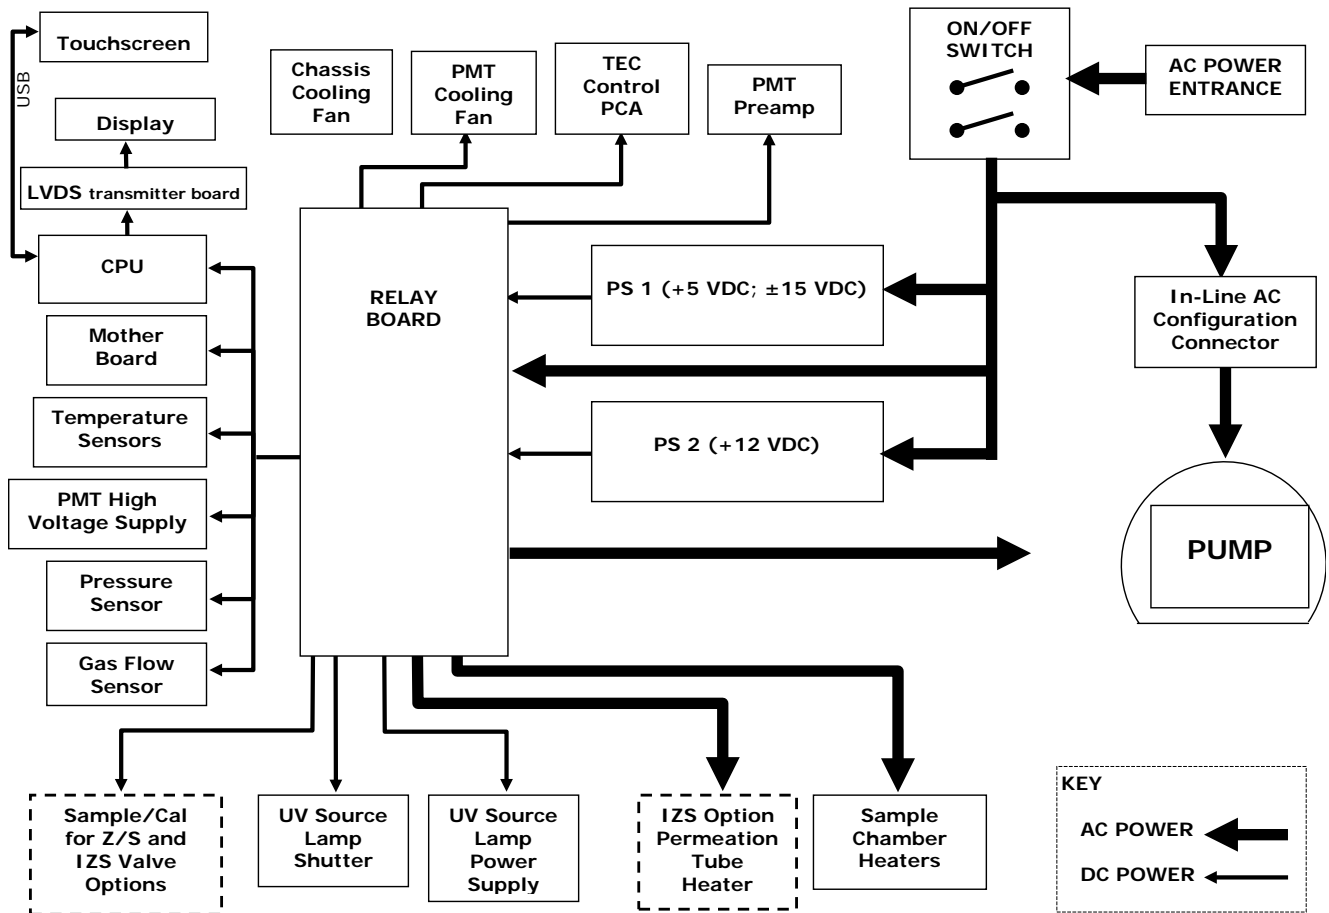 Touchscreen
USB
Display
LVDS transmitter board
CPU
Mother
Board
Temperature
Sensors
PMT High
Voltage Supply
Pressure
Sensor
Gas Flow
Sensor
Chassis
Cooling
Fan
PMT
Cooling
Fan
TEC
Control
PCA
PMT
Preamp
ON/OFF
SWITCH
AC POWER
ENTRANCE
RELAY
BOARD
PS 1 (+5 VDC; ±15 VDC)
PS 2 (+12 VDC)
In-Line AC
Configuration
Connector
PUMP
Sample/Cal
for Z/S and
IZS Valve
Options
UV Source
Lamp
Shutter
UV Source
Lamp
Power
Supply
IZS Option
Permeation
Tube
Heater
Sample
Chamber
Heaters
KEY
AC POWER
DC POWER